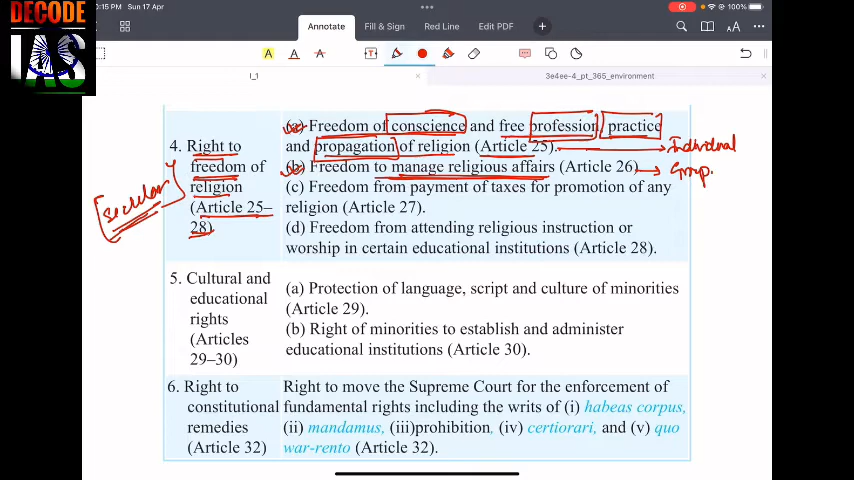 DECODE
IAS
:15 PM Sun 17 Apr
100%
Annotate
Fill & Sign
Red Line
Edit PDF
l_1
3e4ee-4_pt_365_environment
4. Right to freedom of religion (Article 25–28)
(a) Freedom of conscience and free profession, practice
and propagation of religion (Article 25).
Individual
(b) Freedom to manage religious affairs (Article 26)
Group.
(c) Freedom from payment of taxes for promotion of any
religion (Article 27).
(d) Freedom from attending religious instruction or
worship in certain educational institutions (Article 28).
Secular
5. Cultural and educational rights (Articles 29–30)
(a) Protection of language, script and culture of minorities
(Article 29).
(b) Right of minorities to establish and administer
educational institutions (Article 30).
6. Right to constitutional remedies (Article 32)
Right to move the Supreme Court for the enforcement of
fundamental rights including the writs of (i) habeas corpus,
(ii) mandamus, (iii)prohibition, (iv) certiorari, and (v) quo
war-rento (Article 32).